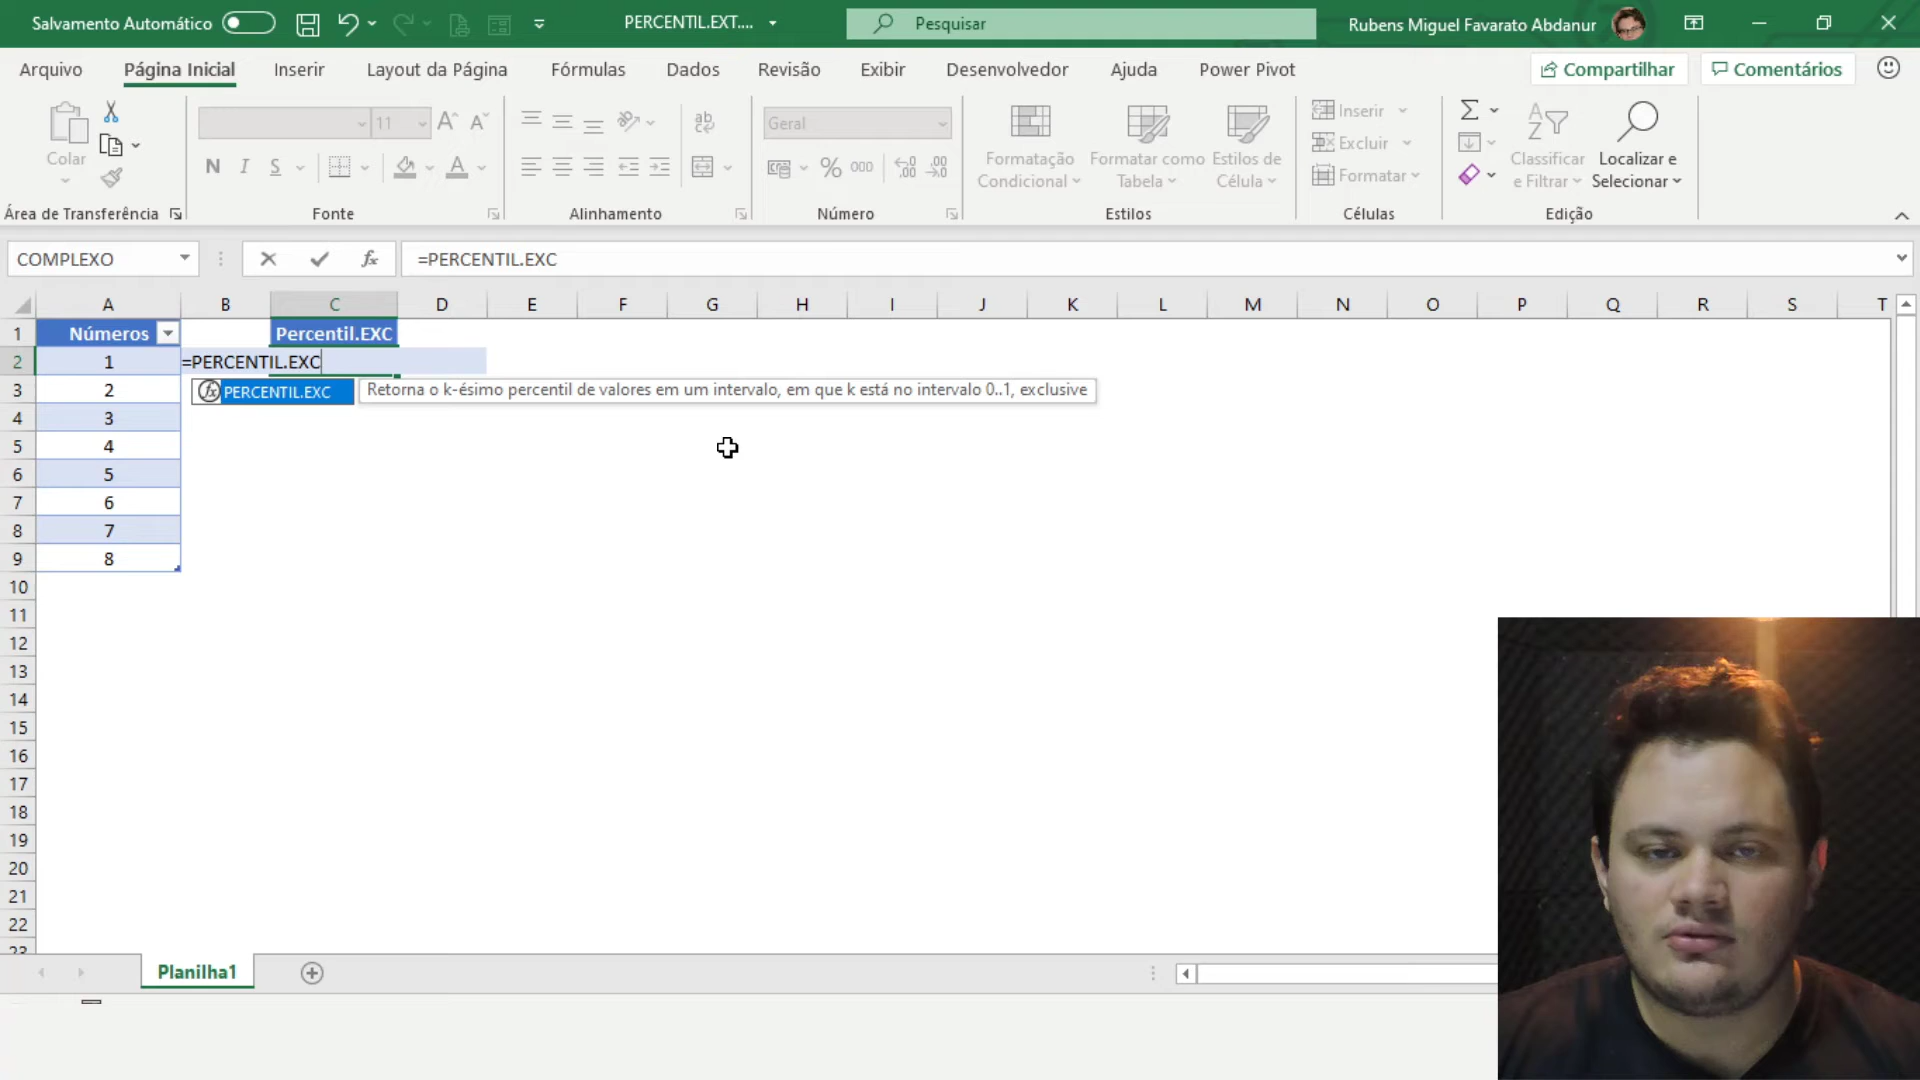 Salvamento Automático
PERCENTIL.EXT....
Pesquisar
Rubens Miguel Favarato Abdanur
Arquivo
Página Inicial
Inserir
Layout da Página
Fórmulas
Dados
Revisão
Exibir
Desenvolvedor
Ajuda
Power Pivot
Compartilhar
Comentários
Colar
11
N I S
ab
Geral
% 000
Formatação
Condicional
Formatar como
Tabela
Estilos de
Célula
Inserir
Excluir
Formatar
Classificar
e Filtrar
Localizar e
Selecionar
Área de Transferência
Fonte
Alinhamento
Número
Estilos
Células
Edição
COMPLEXO
fx
=PERCENTIL.EXC
A B C D E F G H I J K L M N O P Q R S T
1 Números Percentil.EXC
2 1 =PERCENTIL.EXC
PERCENTIL.EXC Retorna o k-ésimo percentil de valores em um intervalo, em que k está no intervalo 0..1, exclusive
3 2
4 3
5 4
6 5
7 6
8 7
9 8
10
11
12
13
14
15
16
17
18
19
20
21
22
23
Planilha1